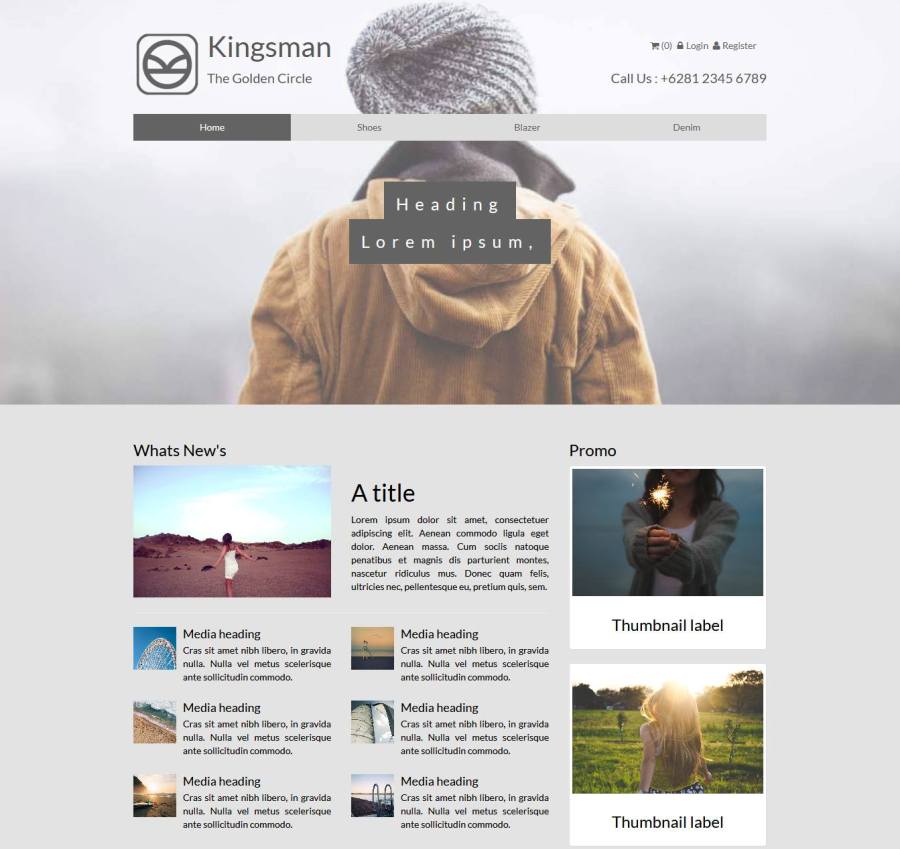 Kingsman
The Golden Circle
(0) Login Register
Call Us : +6281 2345 6789
Home Shoes Blazer Denim
Heading
Lorem ipsum,
Whats New's
A title
Lorem ipsum dolor sit amet, consectetuer
adipiscing elit. Aenean commodo ligula eget
dolor. Aenean massa. Cum sociis natoque
penatibus et magnis dis parturient montes,
nascetur ridiculus mus. Donec quam felis,
ultricies nec, pellentesque eu, pretium quis, sem.
Media heading
Cras sit amet nibh libero, in gravida
nulla. Nulla vel metus scelerisque
ante sollicitudin commodo.
Media heading
Cras sit amet nibh libero, in gravida
nulla. Nulla vel metus scelerisque
ante sollicitudin commodo.
Media heading
Cras sit amet nibh libero, in gravida
nulla. Nulla vel metus scelerisque
ante sollicitudin commodo.
Media heading
Cras sit amet nibh libero, in gravida
nulla. Nulla vel metus scelerisque
ante sollicitudin commodo.
Media heading
Cras sit amet nibh libero, in gravida
nulla. Nulla vel metus scelerisque
ante sollicitudin commodo.
Media heading
Cras sit amet nibh libero, in gravida
nulla. Nulla vel metus scelerisque
ante sollicitudin commodo.
Promo
Thumbnail label
Thumbnail label